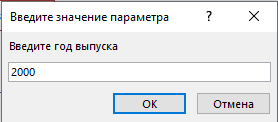 Введите значение параметра ? ×
Введите год выпуска
2000
ОК Отмена